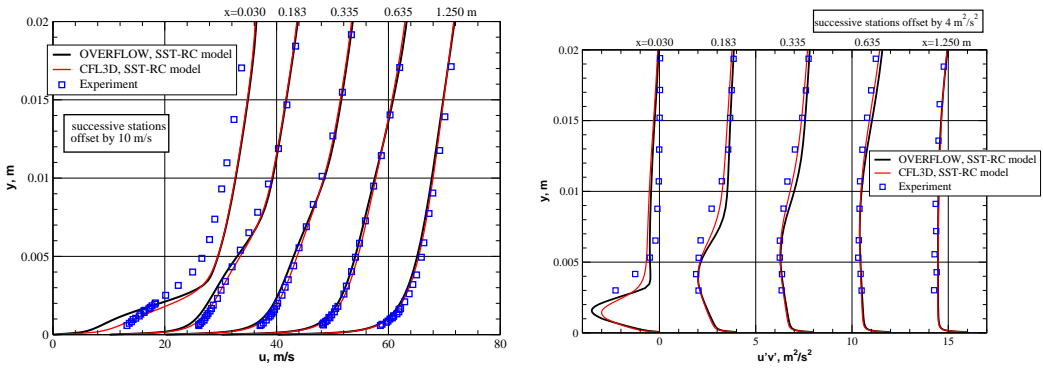 x=0.030 0.183 0.335 0.635 1.250 m
0.02
0.015
0.01
0.005
0
y, m
OVERFLOW, SST-RC model
CFL3D, SST-RC model
Experiment
successive stations
offset by 10 m/s
0 20 40 60 80
u, m/s
successive stations offset by 4 m²/s²
x=0.030 0.183 0.335 0.635 x=1.250 m
0.02
0.015
0.01
0.005
0
y, m
OVERFLOW, SST-RC model
CFL3D, SST-RC model
Experiment
0 5 10 15
u'v', m²/s²